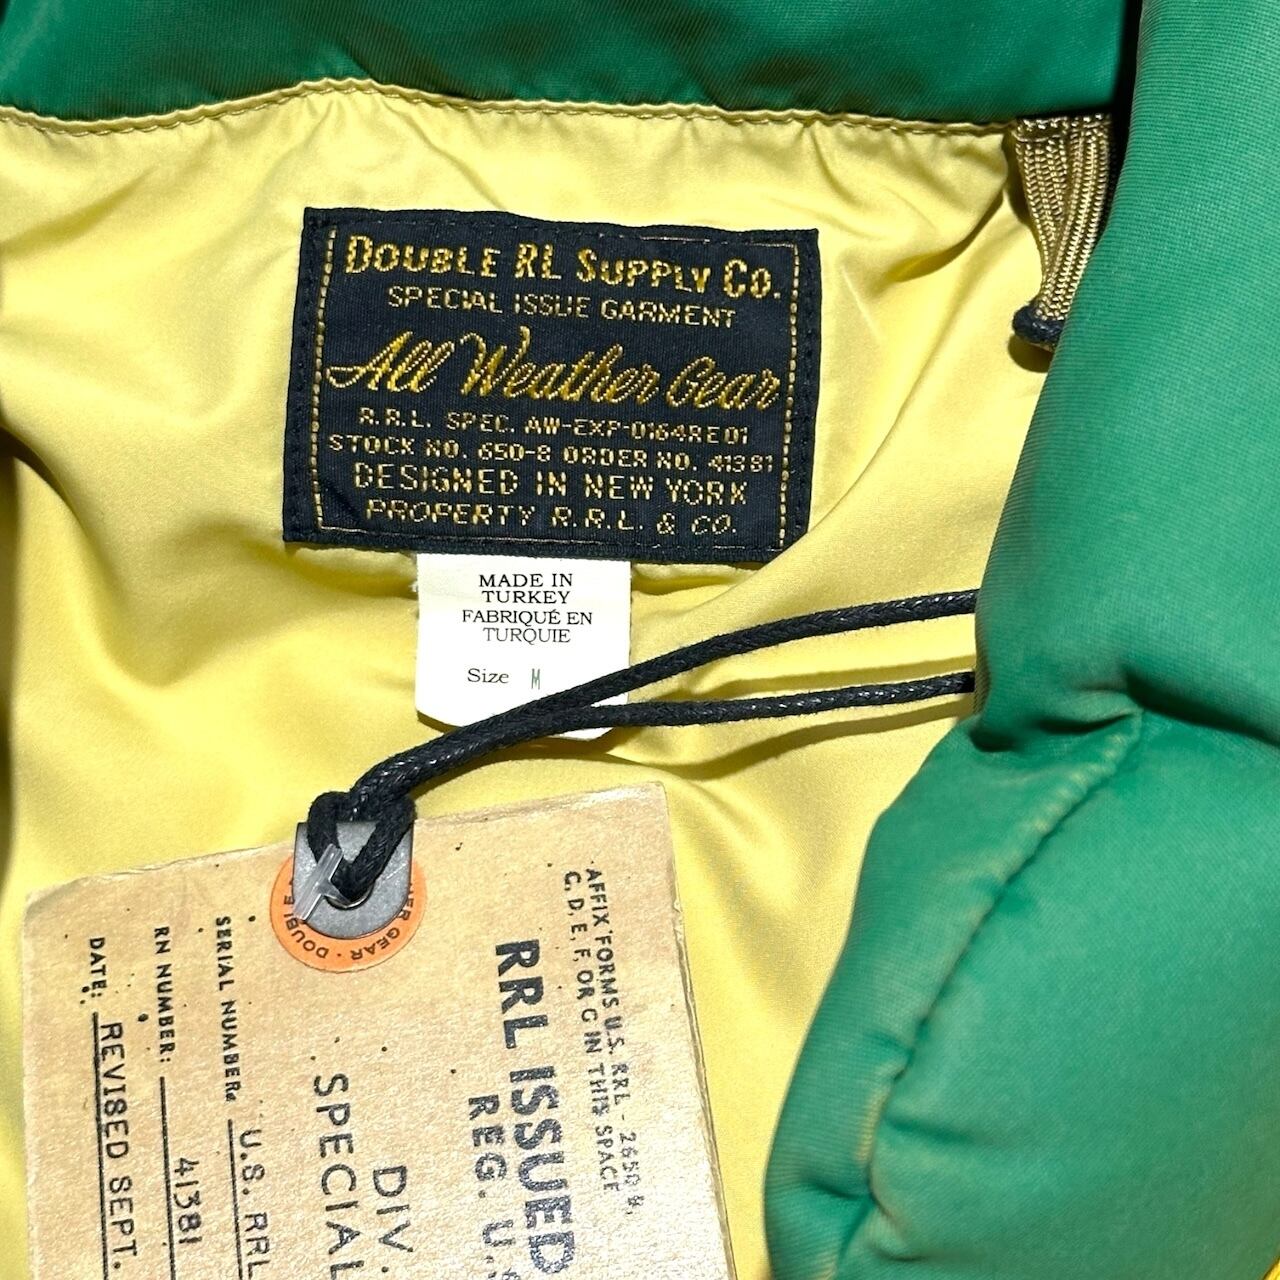 DOUBLE RL SUPPLY CO.
SPECIAL ISSUE GARMENT
All Weather Gear
R.R.L. SPEC. AW-EXP-0164RE01
STOCK NO. 650-8 ORDER NO. 41381
DESIGNED IN NEW YORK
PROPERTY R.R.L. & CO.
MADE IN
TURKEY
FABRIQUÉ EN
TURQUIE
Size M
GEAR · DOUBLE
AFFIX FORMS U.S. RRL - 2650
C, D, E, F, OR G IN THIS SPACE
RRL ISSUED
REG. U.S
DIV.
SPECIAL
SERIAL NUMBER. U.S. RRL
RN NUMBER: 41381
DATE: REVISED SEPT.